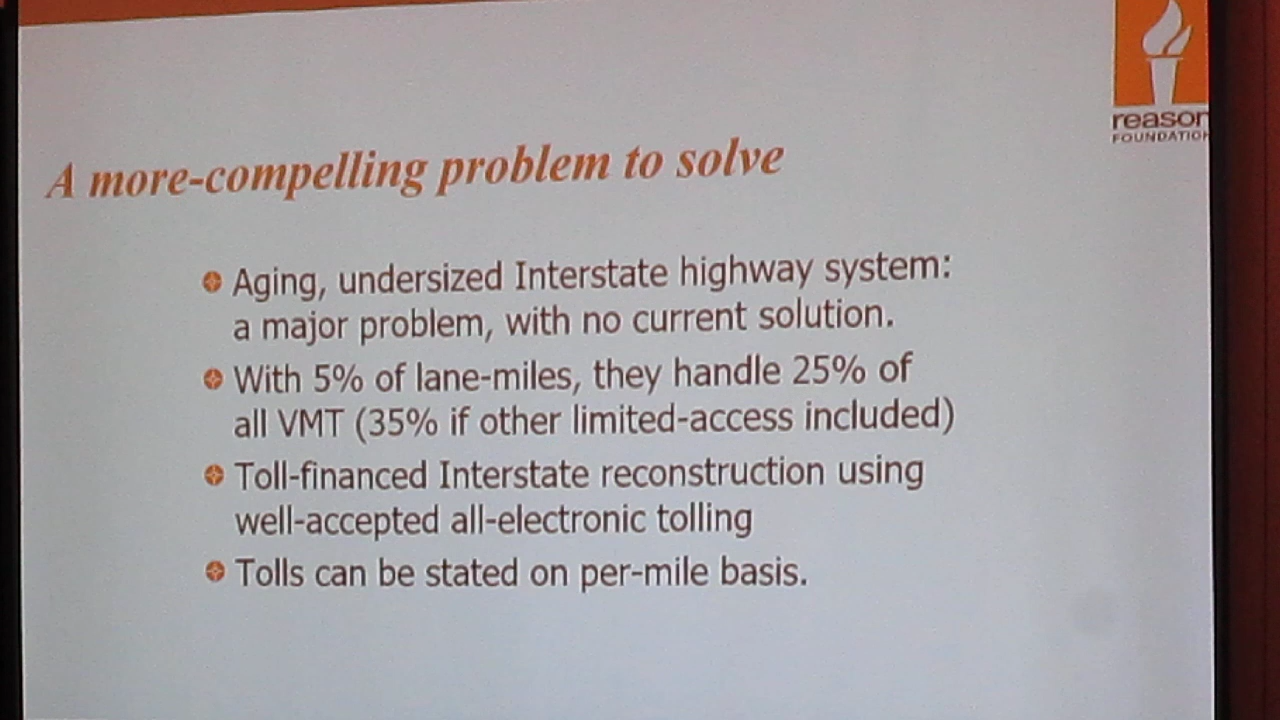 reason
FOUNDATION
A more-compelling problem to solve
Aging, undersized Interstate highway system:
a major problem, with no current solution.
With 5% of lane-miles, they handle 25% of
all VMT (35% if other limited-access included)
Toll-financed Interstate reconstruction using
well-accepted all-electronic tolling
Tolls can be stated on per-mile basis.